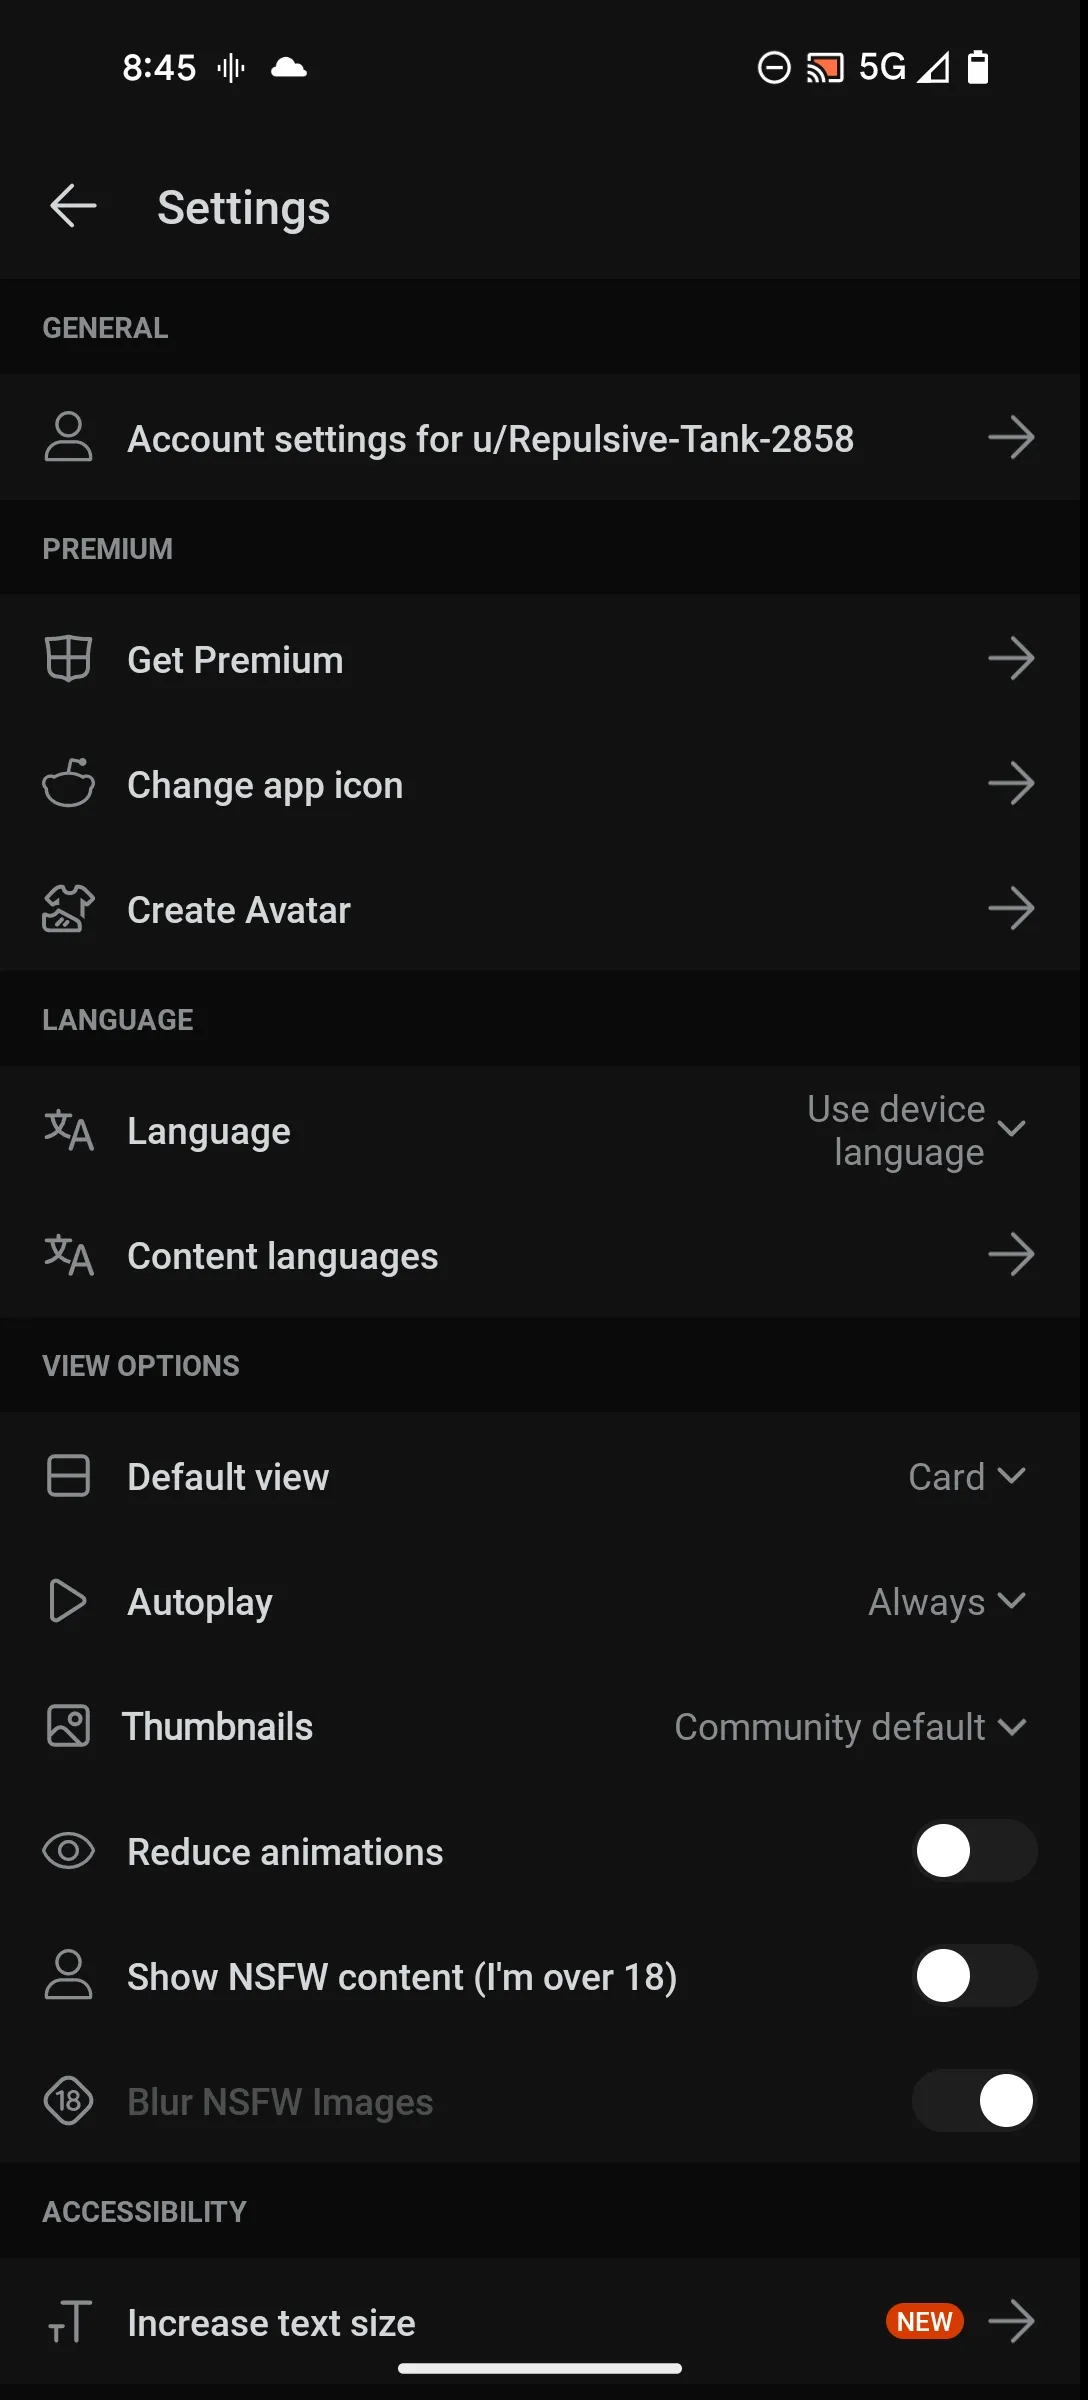 8:45
5G
Settings
GENERAL
Account settings for u/Repulsive-Tank-2858
PREMIUM
Get Premium
Change app icon
Create Avatar
LANGUAGE
Language
Use device
language
Content languages
VIEW OPTIONS
Default view Card
Autoplay Always
Thumbnails Community default
Reduce animations
Show NSFW content (I'm over 18)
18 Blur NSFW Images
ACCESSIBILITY
Increase text size NEW